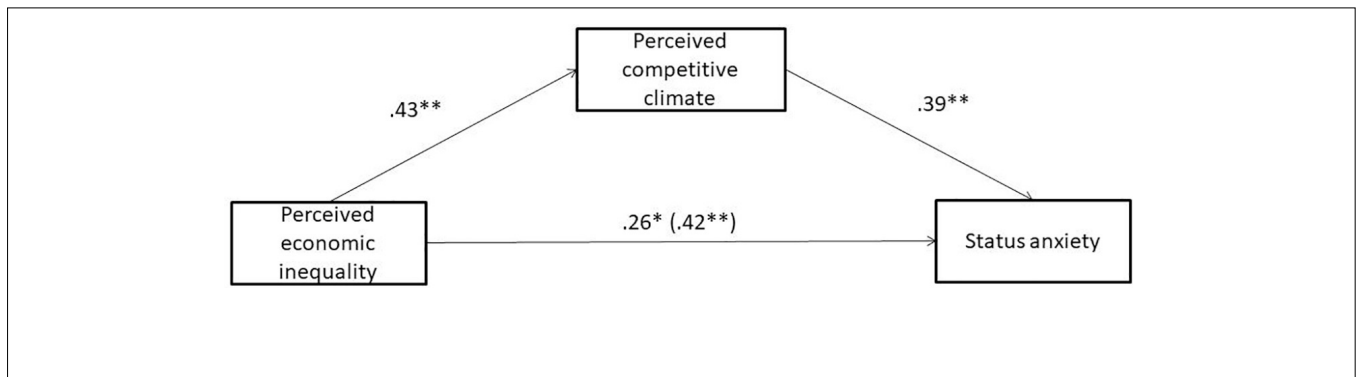 Perceived
competitive
climate
.43**
.39**
Perceived
economic
inequality
.26* (.42**)
Status anxiety